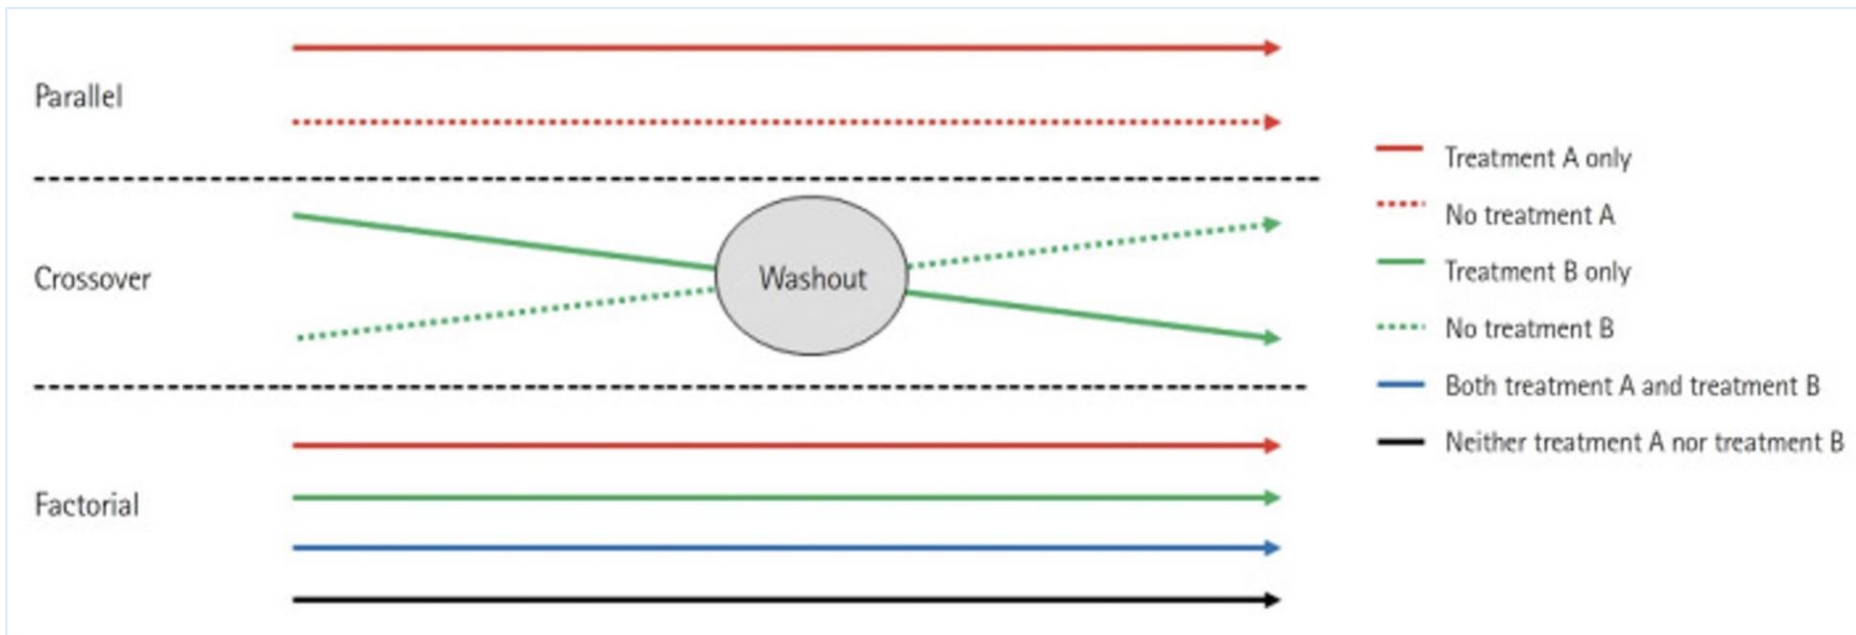 Parallel
Crossover
Washout
Factorial
Treatment A only
No treatment A
Treatment B only
No treatment B
Both treatment A and treatment B
Neither treatment A nor treatment B